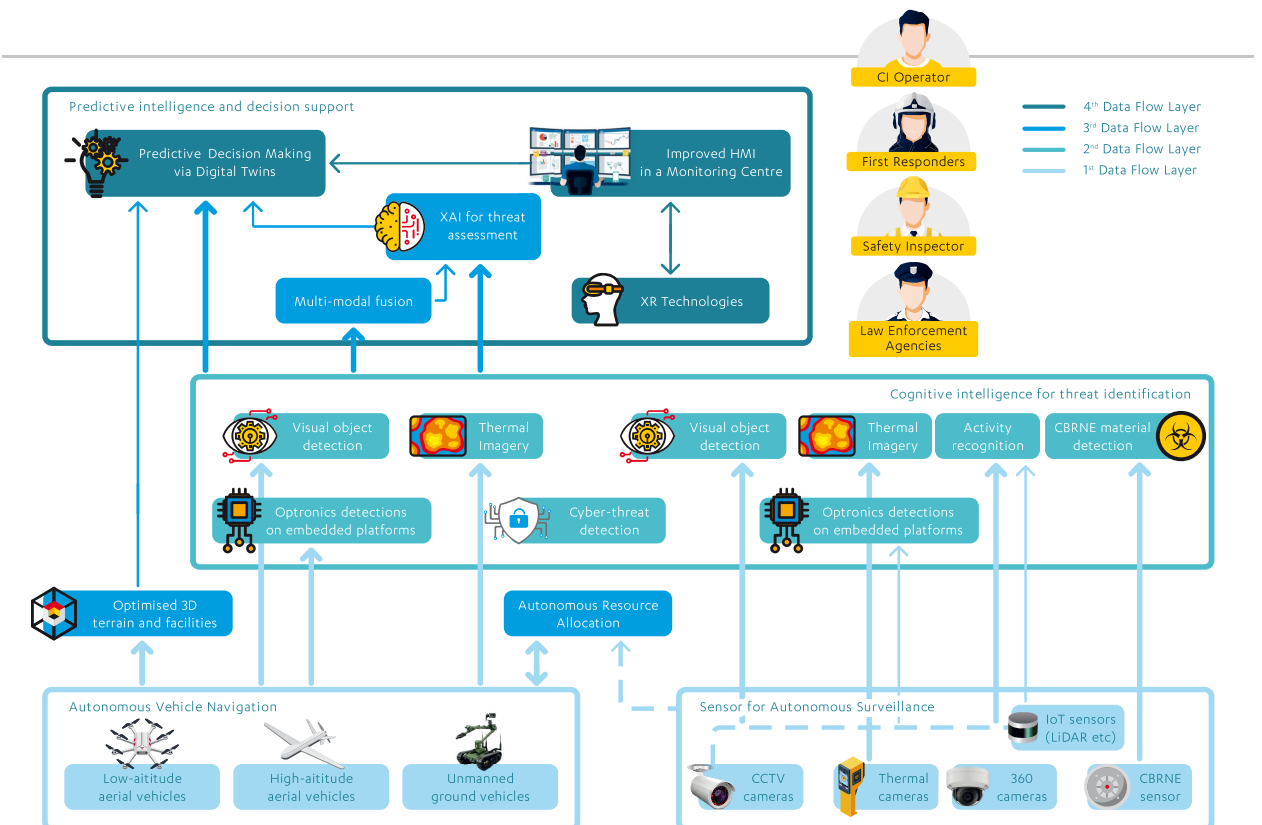 CI Operator
First Responders
Safety Inspector
Law Enforcement
Agencies
4th Data Flow Layer
3rd Data Flow Layer
2nd Data Flow Layer
1st Data Flow Layer
Predictive intelligence and decision support
Predictive Decision Making
via Digital Twins
Improved HMI
in a Monitoring Centre
XAI for threat
assessment
Multi-modal fusion
XR Technologies
Cognitive intelligence for threat identification
Visual object
detection
Thermal
Imagery
Visual object
detection
Thermal
Imagery
Activity
recognition
CBRNE material
detection
Optronics detections
on embedded platforms
Cyber-threat
detection
Optronics detections
on embedded platforms
Optimised 3D
terrain and facilities
Autonomous Resource
Allocation
Autonomous Vehicle Navigation
Low-aititude
aerial vehicles
High-aititude
aerial vehicles
Unmanned
ground vehicles
Sensor for Autonomous Surveillance
IoT sensors
(LiDAR etc)
CCTV
cameras
Thermal
cameras
360
cameras
CBRNE
sensor